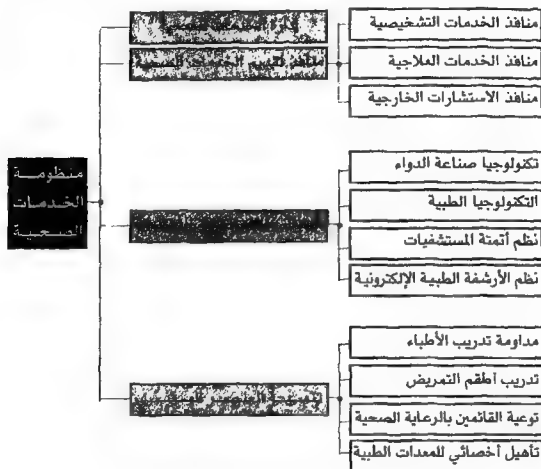 منظومة
الخدمات
الصحية
منافذ تقديم الخدمات الصحية
منافذ الخدمات التشخيصية
منافذ الخدمات العلاجية
منافذ الاستشارات الخارجية
تكنولوجيا صناعة الدواء
التكنولوجيا الطبية
نظم أتمتة المستشفيات
نظم الأرشفة الطبية الإلكترونية
مداومة تدريب الأطباء
تدريب أطقم التمريض
توعية القائمين بالرعاية الصحية
تأهيل أخصائي للمعدات الطبية